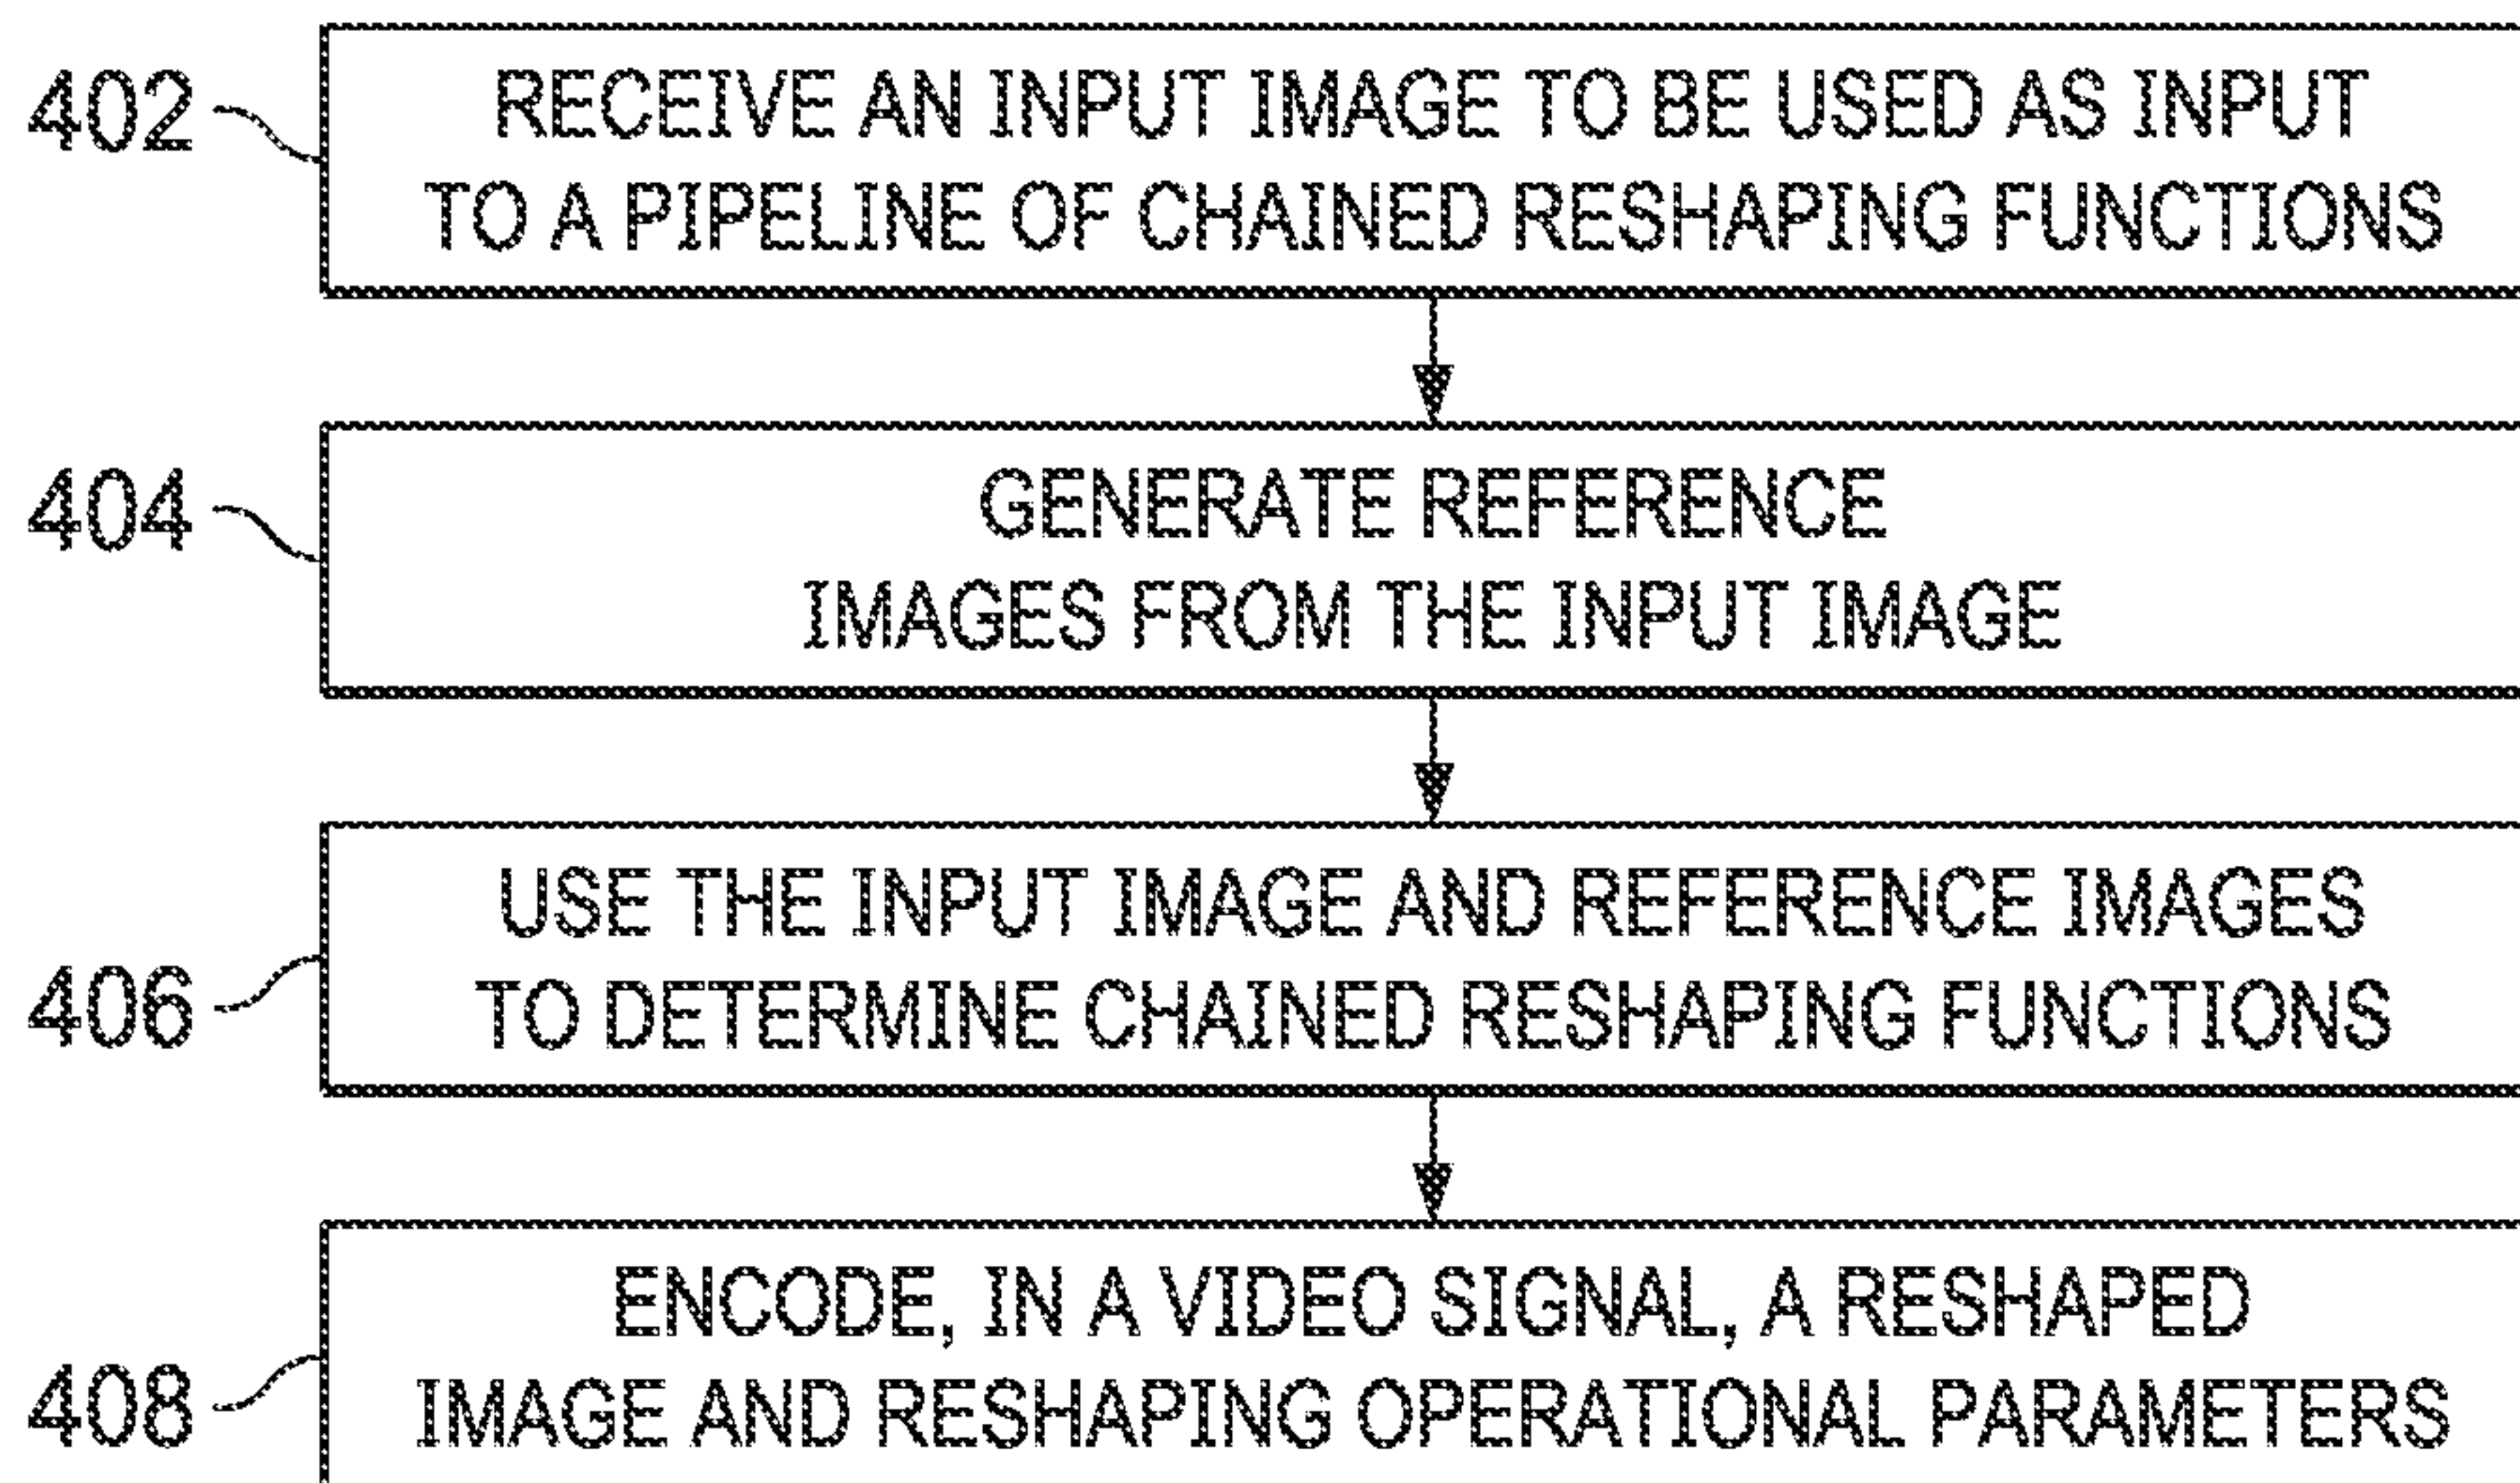 402
RECEIVE AN INPUT IMAGE TO BE USED AS INPUT
TO A PIPELINE OF CHAINED RESHAPING FUNCTIONS
404
GENERATE REFERENCE
IMAGES FROM THE INPUT IMAGE
406
USE THE INPUT IMAGE AND REFERENCE IMAGES
TO DETERMINE CHAINED RESHAPING FUNCTIONS
408
ENCODE, IN A VIDEO SIGNAL, A RESHAPED
IMAGE AND RESHAPING OPERATIONAL PARAMETERS